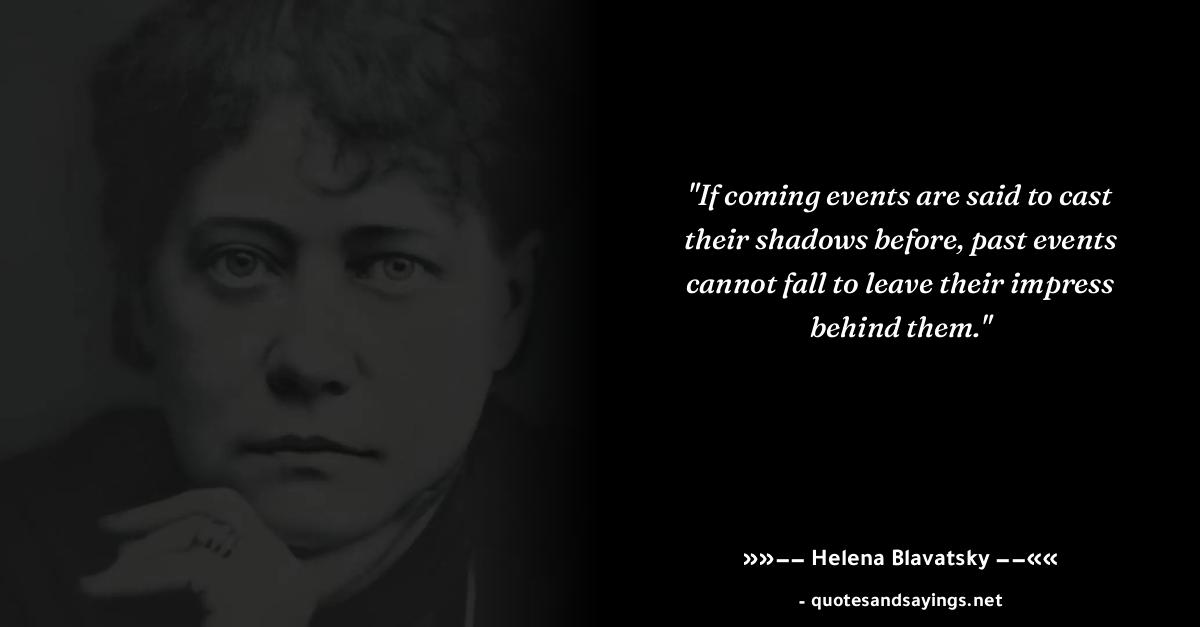 "If coming events are said to cast
their shadows before, past events
cannot fall to leave their impress
behind them."
»»–– Helena Blavatsky ––««
- quotesandsayings.net